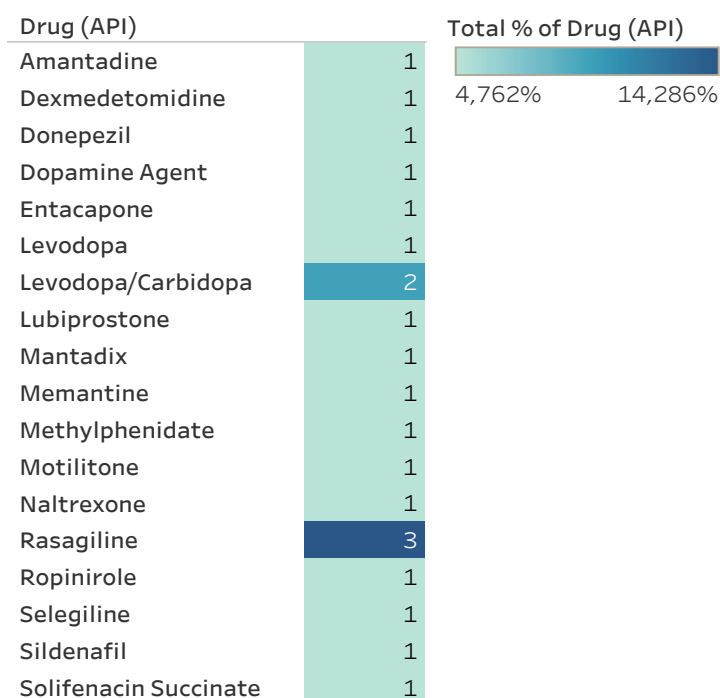 Drug (API)
Amantadine 1
Dexmedetomidine 1
Donepezil 1
Dopamine Agent 1
Entacapone 1
Levodopa 1
Levodopa/Carbidopa 2
Lubiprostone 1
Mantadix 1
Memantine 1
Methylphenidate 1
Motilitone 1
Naltrexone 1
Rasagiline 3
Ropinirole 1
Selegiline 1
Sildenafil 1
Solifenacin Succinate 1
Total % of Drug (API)
4,762% 14,286%